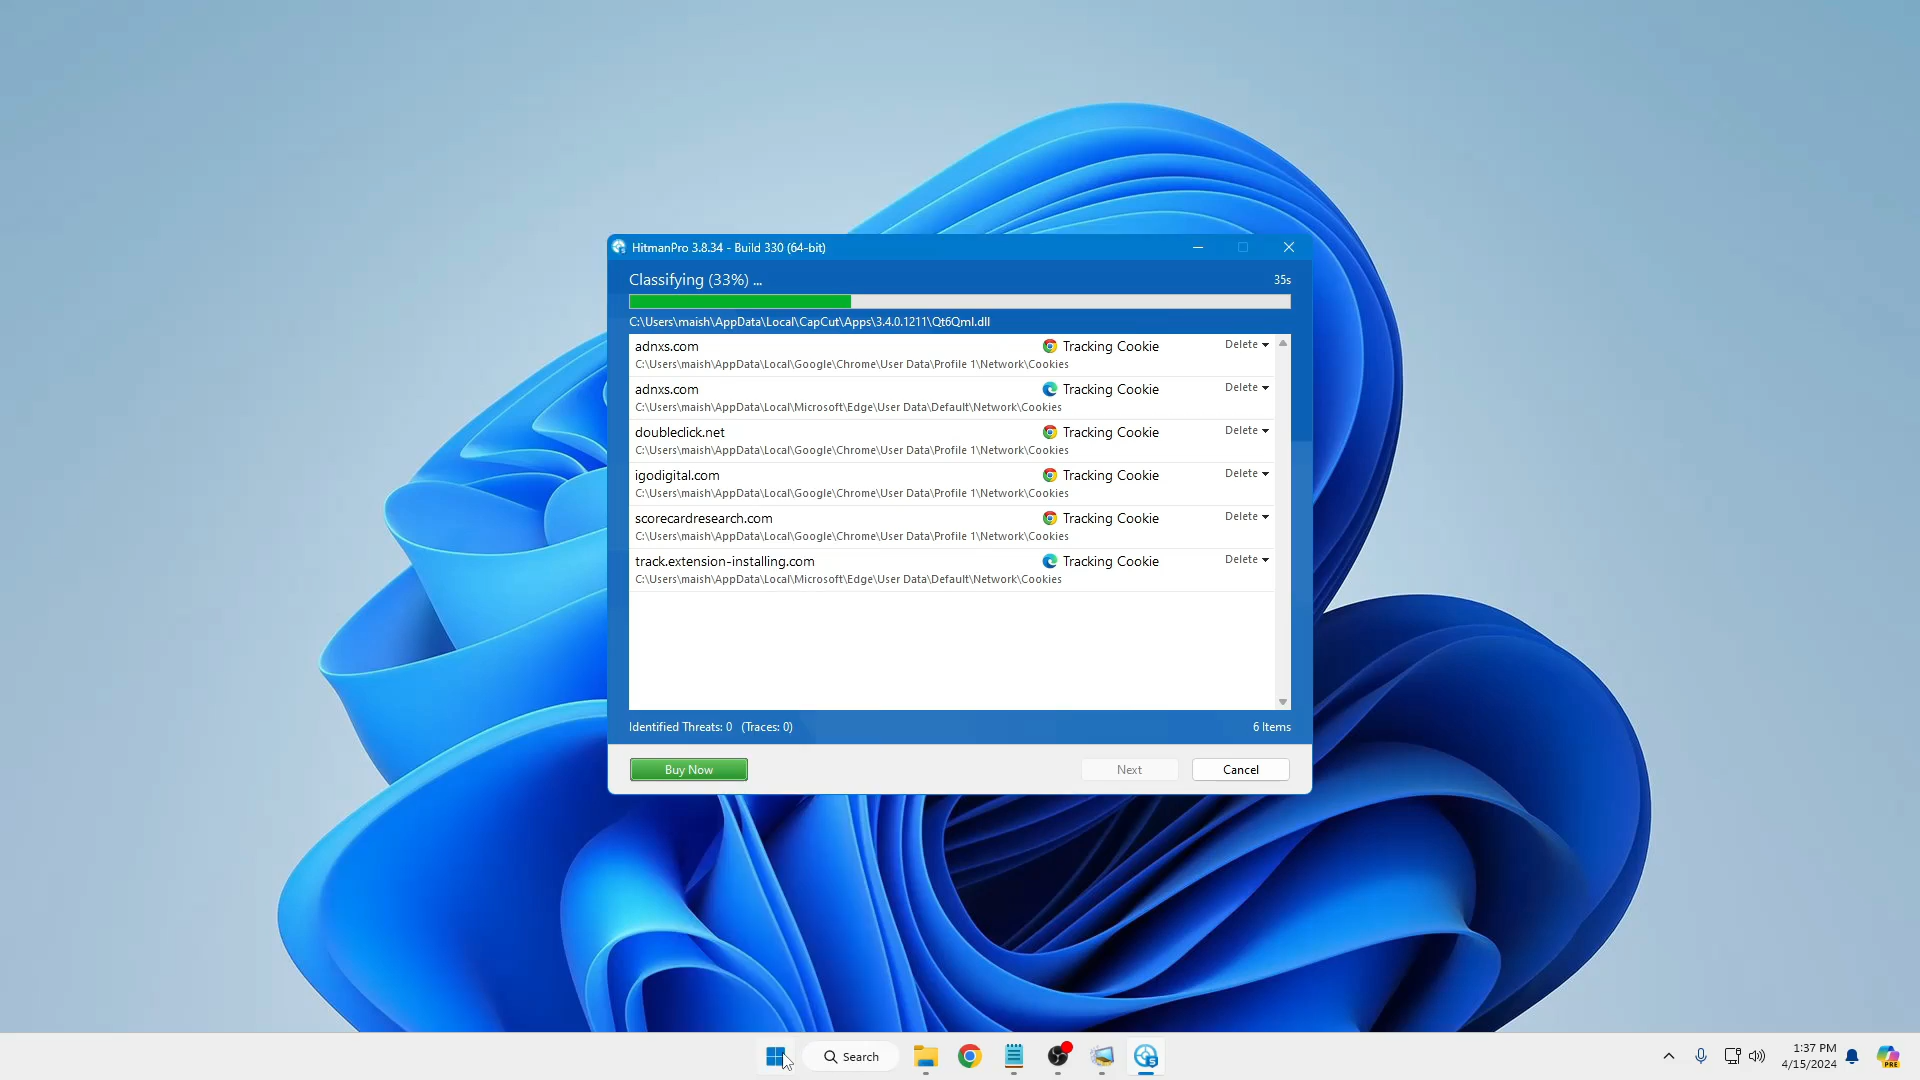 HitmanPro 3.8.34 - Build 330 (64-bit)
Classifying (33%) ...
35s
C:\Users\maish\AppData\Local\CapCut\Apps\3.4.0.1211\Qt6Qml.dll
adnxs.com Tracking Cookie Delete
C:\Users\maish\AppData\Local\Google\Chrome\User Data\Profile 1\Network\Cookies
adnxs.com Tracking Cookie Delete
C:\Users\maish\AppData\Local\Microsoft\Edge\User Data\Default\Network\Cookies
doubleclick.net Tracking Cookie Delete
C:\Users\maish\AppData\Local\Google\Chrome\User Data\Profile 1\Network\Cookies
igodigital.com Tracking Cookie Delete
C:\Users\maish\AppData\Local\Google\Chrome\User Data\Profile 1\Network\Cookies
scorecardresearch.com Tracking Cookie Delete
C:\Users\maish\AppData\Local\Google\Chrome\User Data\Profile 1\Network\Cookies
track.extension-installing.com Tracking Cookie Delete
C:\Users\maish\AppData\Local\Microsoft\Edge\User Data\Default\Network\Cookies
Identified Threats: 0 (Traces: 0)
6 Items
Buy Now
Next
Cancel
Search
1:37 PM
4/15/2024
PRE